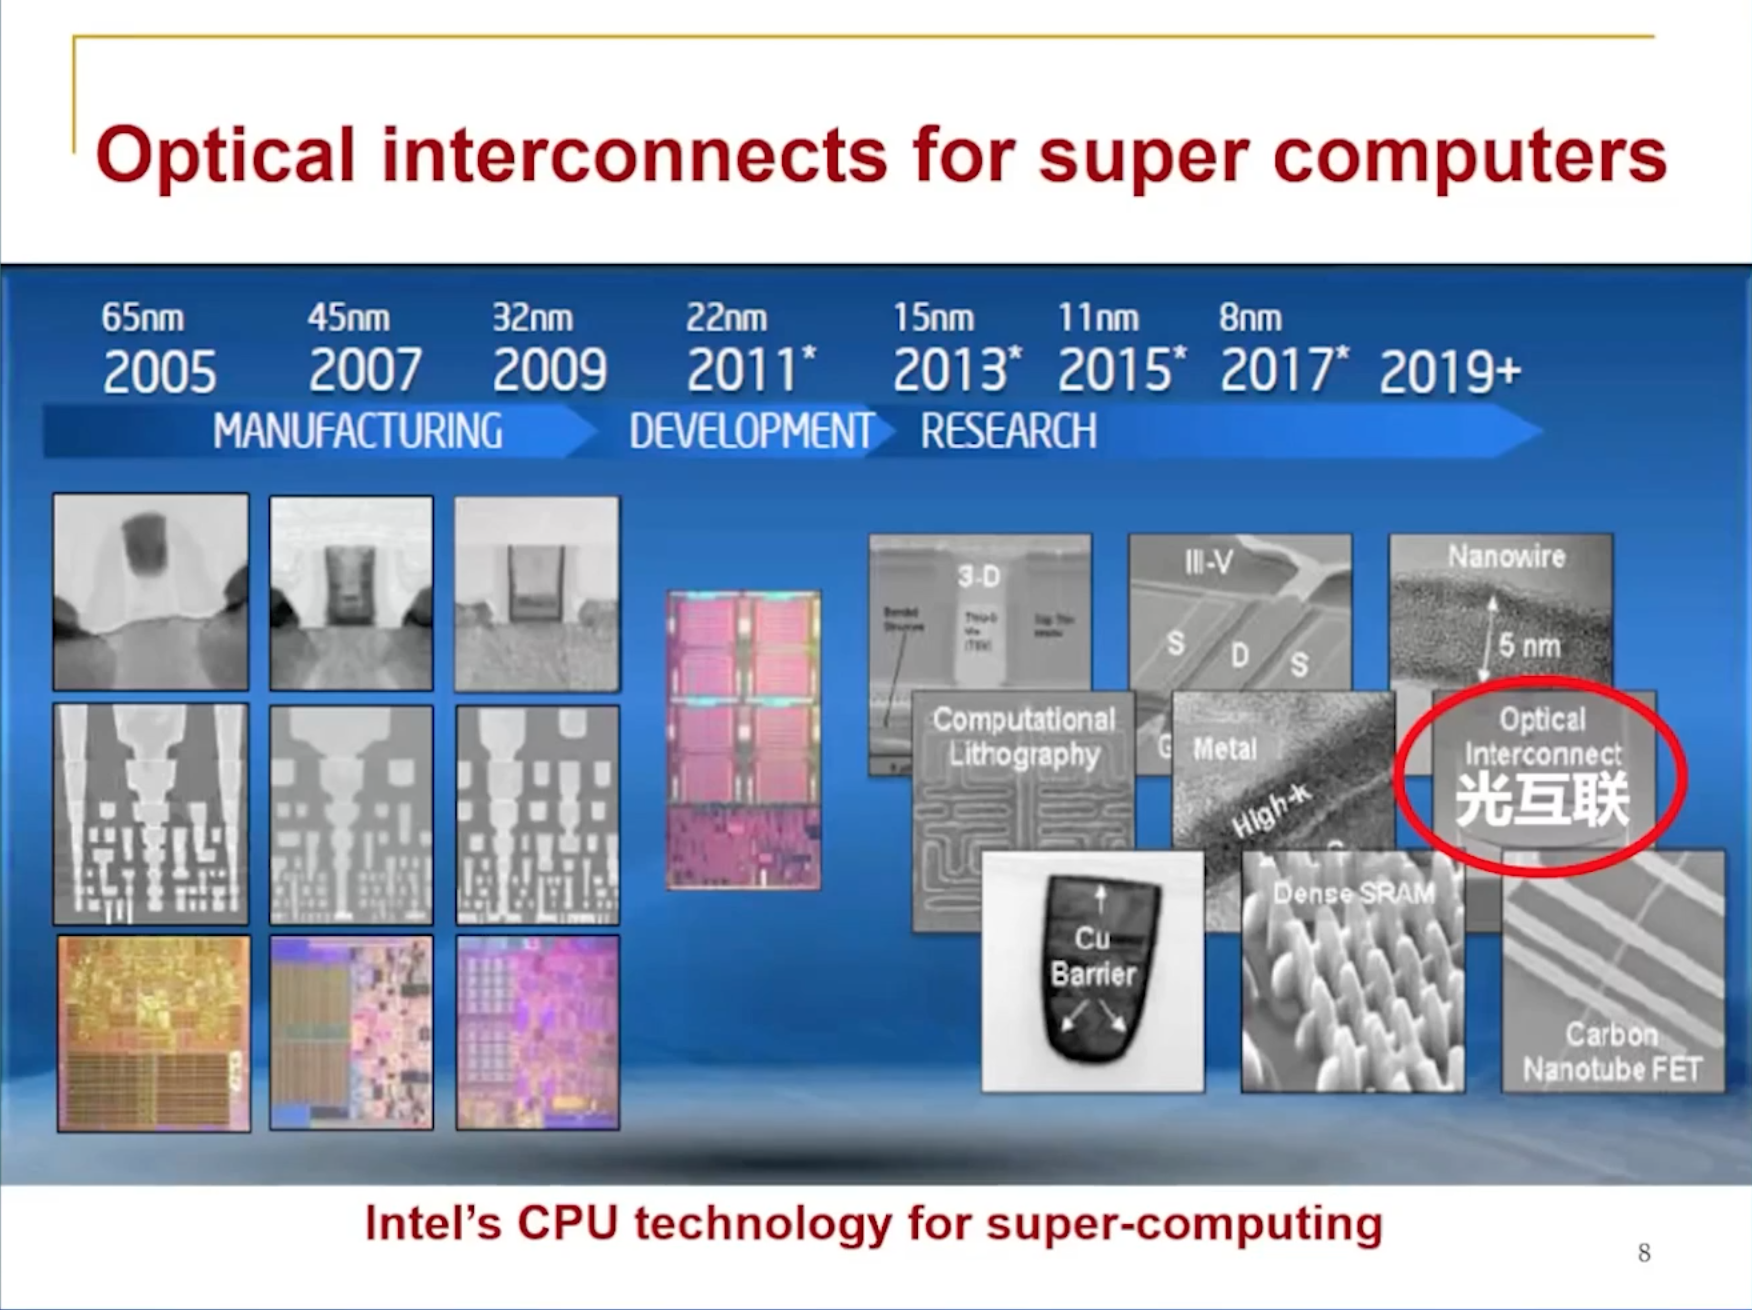 Optical interconnects for super computers
65nm 45nm 32nm 22nm 15nm 11nm 8nm
2005 2007 2009 2011* 2013* 2015* 2017* 2019+
MANUFACTURING DEVELOPMENT RESEARCH
3-D
III-V
S D S
G
Nanowire
5 nm
Computational
Lithography
Metal
High-k
Optical
Interconnect
光互联
Cu
Barrier
Dense SRAM
Carbon
Nanotube FET
Intel’s CPU technology for super-computing
8